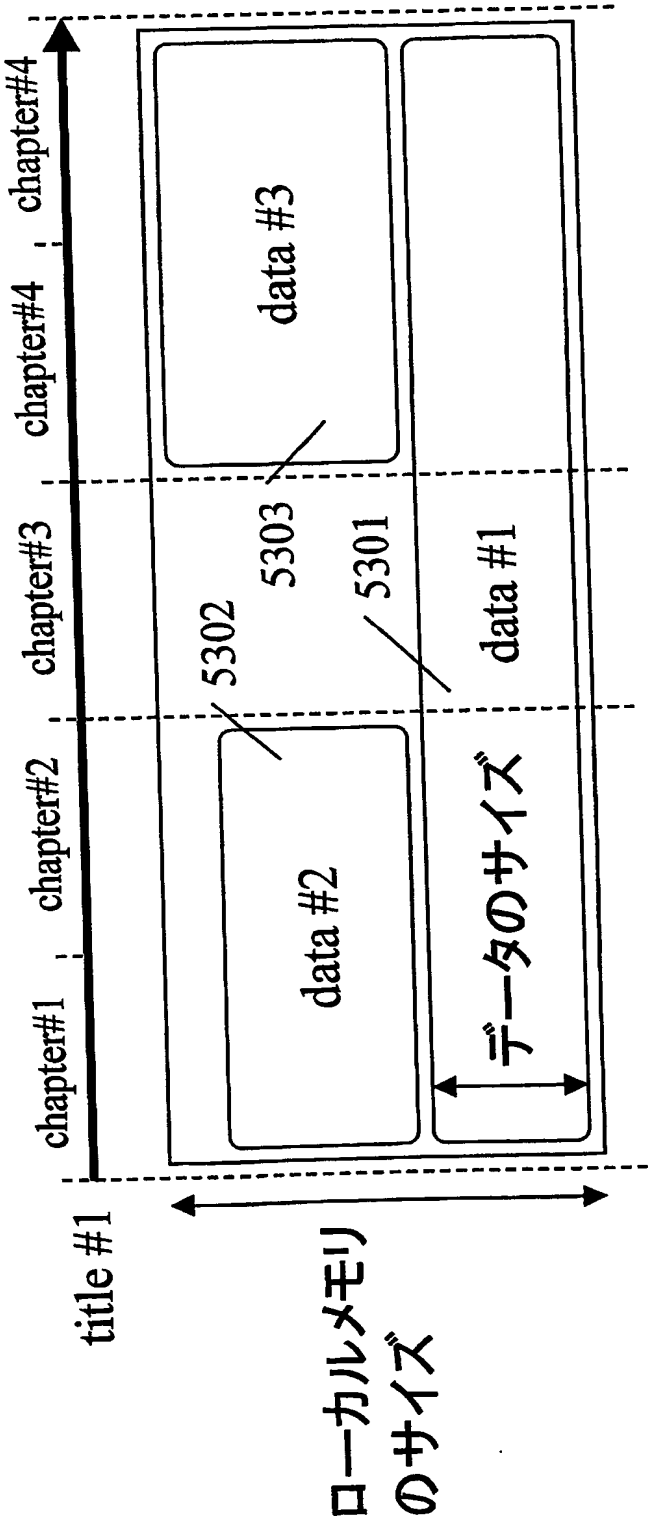 title #1
chapter#1
chapter#2
chapter#3
chapter#4
chapter#4
ローカルメモリ
のサイズ
data #2
5302
5303
data #3
5301
データのサイズ
data #1